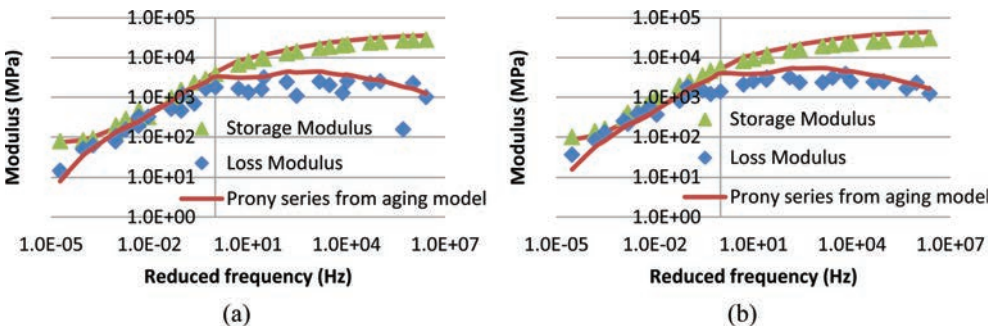 1.0E+05
1.0E+04
1.0E+03
1.0E+02
1.0E+01
1.0E+00
Modulus (MPa)
Storage Modulus
Loss Modulus
Prony series from aging model
1.0E-05 1.0E-02 1.0E+01 1.0E+04 1.0E+07
Reduced frequency (Hz)
(a)
1.0E+05
1.0E+04
1.0E+03
1.0E+02
1.0E+01
1.0E+00
Modulus (MPa)
Storage Modulus
Loss Modulus
Prony series from aging model
1.0E-05 1.0E-02 1.0E+01 1.0E+04 1.0E+07
Reduced frequency (Hz)
(b)